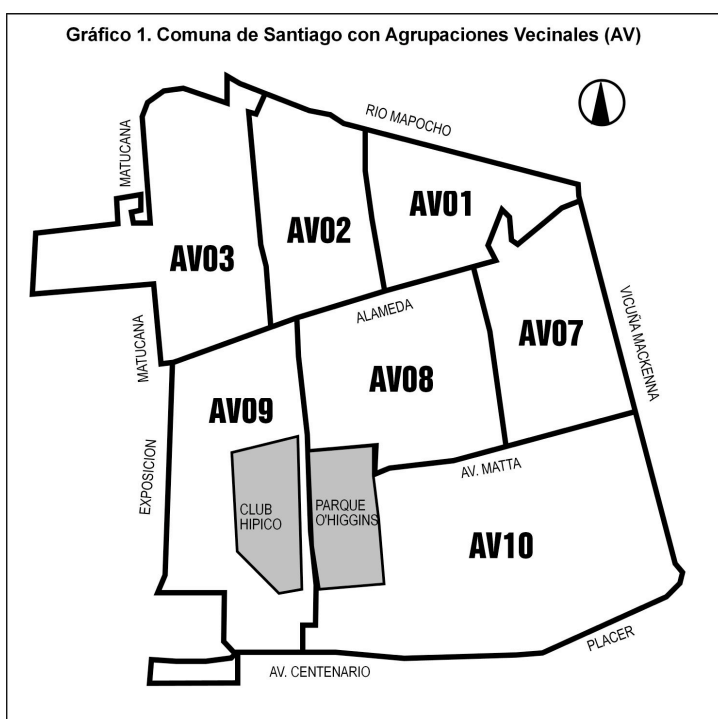 Gráfico 1. Comuna de Santiago con Agrupaciones Vecinales (AV)
RIO MAPOCHO
MATUCANA
AV01
AV02
AV03
ALAMEDA
VICUÑA MACKENNA
MATUCANA
AV07
AV08
AV09
EXPOSICION
AV. MATTA
CLUB
HIPICO
PARQUE
O'HIGGINS
AV10
PLACER
AV. CENTENARIO